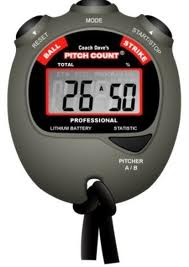 MODE
RESET
START/STOP
Coach Dave's
BALL
PITCH COUNT
STRIKE
TOTAL %
26 A 50
PROFESSIONAL
LITHIUM BATTERY STATISTIC
PITCHER
A / B